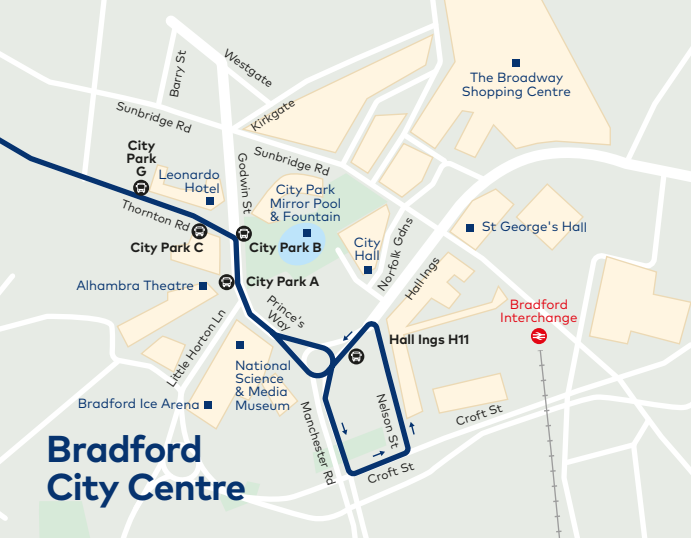 Barry St
Westgate
The Broadway
Shopping Centre
Kirkgate
Sunbridge Rd
City
Park
G
Godwin St
Sunbridge Rd
Leonardo
Hotel
City Park
Mirror Pool
& Fountain
Thornton Rd
City Park C
City Park B
City
Hall
Norfolk Gdns
St George's Hall
Hall Ings
Alhambra Theatre
City Park A
Prince's
Way
Bradford
Interchange
Little Horton Ln
Hall Ings H11
National
Science
& Media
Museum
Bradford Ice Arena
Manchester Rd
Nelson St
Croft St
Croft St
Bradford
City Centre